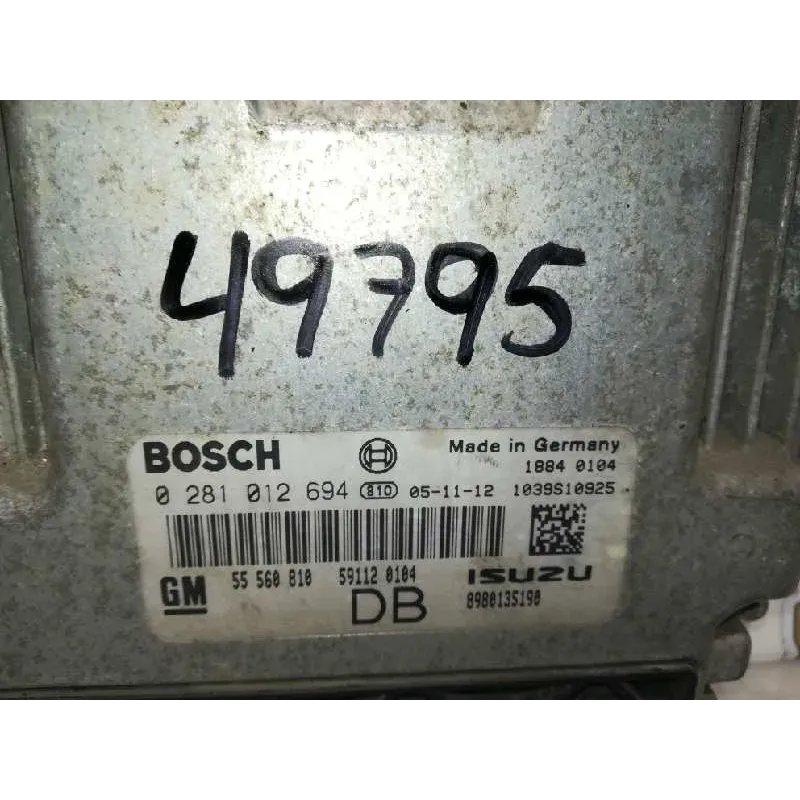 49795
BOSCH Made in Germany
1884 0104
0 281 012 694 810 05-11-12 1039S10925
GM 55 560 810 59112 0104 ISUZU
DB 8980135190